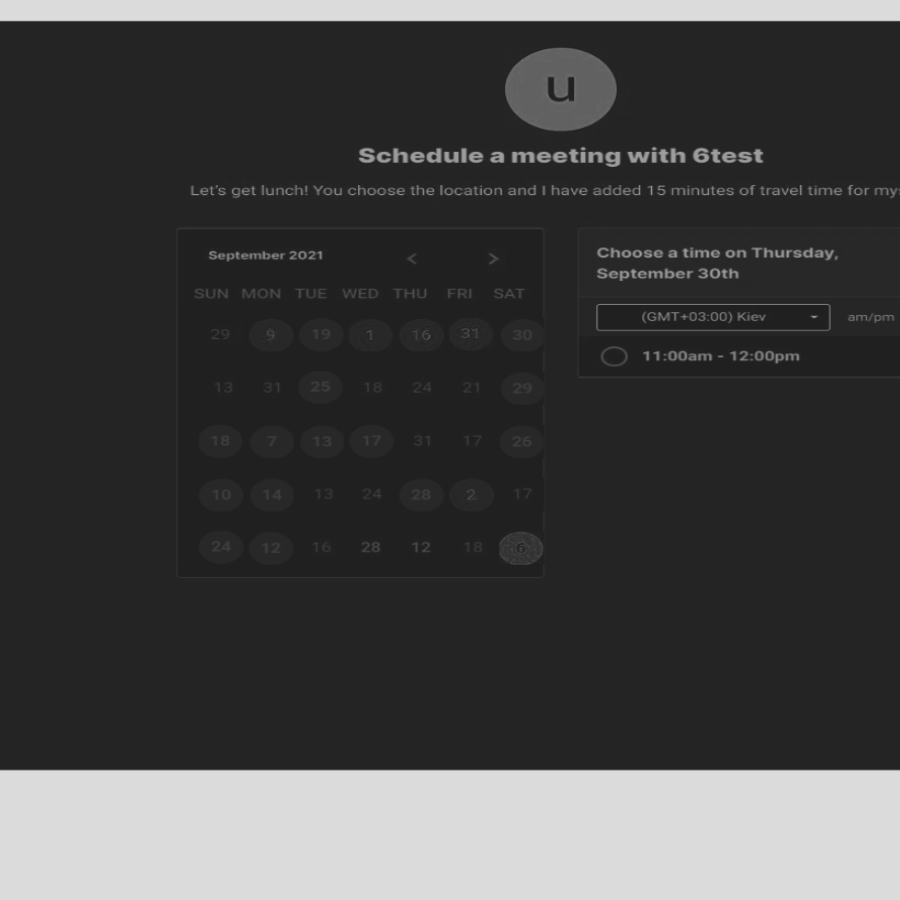 u
Schedule a meeting with 6test
Let's get lunch! You choose the location and I have added 15 minutes of travel time for my
September 2021 < >
SUN MON TUE WED THU FRI SAT
29 9 19 1 16 31 30
13 31 25 18 24 21 29
18 7 13 17 31 17 26
10 14 13 24 28 2 17
24 12 16 28 12 18 6
Choose a time on Thursday,
September 30th
(GMT+03:00) Kiev am/pm
11:00am - 12:00pm